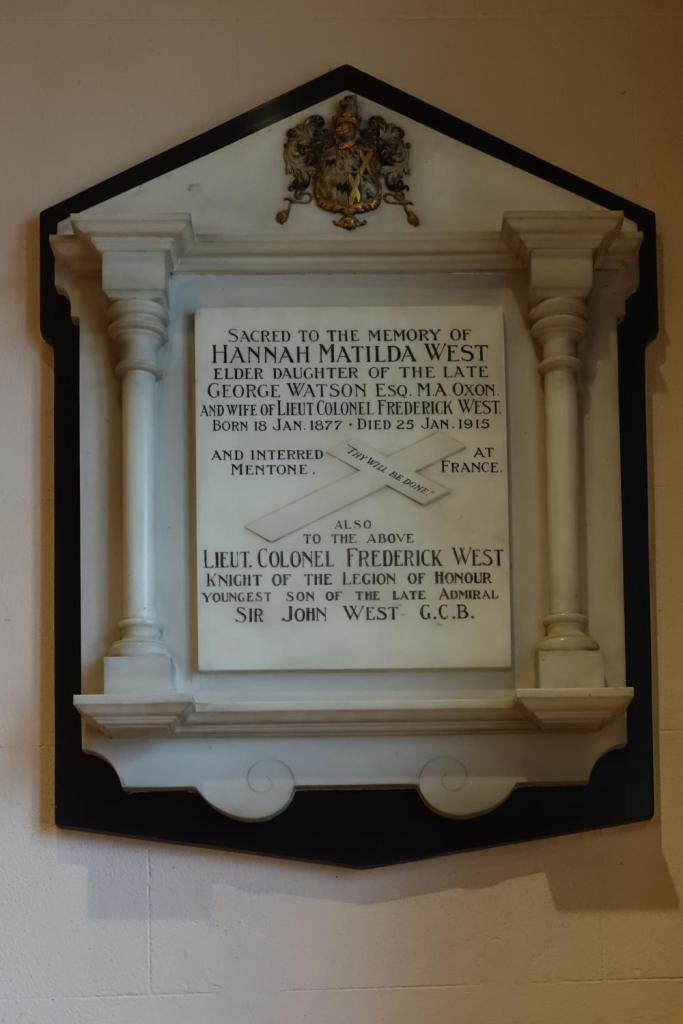 SACRED TO THE MEMORY OF
HANNAH MATILDA WEST
ELDER DAUGHTER OF THE LATE
GEORGE WATSON ESQ. M.A. OXON.
AND WIFE OF LIEUT. COLONEL FREDERICK WEST.
BORN 18 JAN. 1877 · DIED 25 JAN. 1915
AND INTERRED AT
MENTONE. FRANCE.
"THY WILL BE DONE."
ALSO
TO THE ABOVE
LIEUT. COLONEL FREDERICK WEST
KNIGHT OF THE LEGION OF HONOUR
YOUNGEST SON OF THE LATE ADMIRAL
SIR JOHN WEST G.C.B.